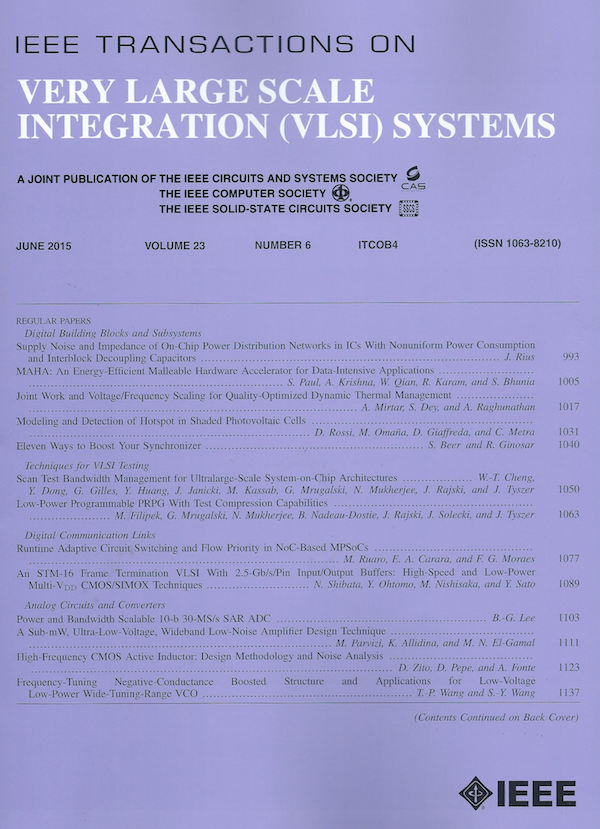 IEEE TRANSACTIONS ON
VERY LARGE SCALE
INTEGRATION (VLSI) SYSTEMS
A JOINT PUBLICATION OF THE IEEE CIRCUITS AND SYSTEMS SOCIETY CAS
THE IEEE COMPUTER SOCIETY
THE IEEE SOLID-STATE CIRCUITS SOCIETY SSCS
JUNE 2015 VOLUME 23 NUMBER 6 ITCOB4 (ISSN 1063-8210)
REGULAR PAPERS
Digital Building Blocks and Subsystems
Supply Noise and Impedance of On-Chip Power Distribution Networks in ICs With Nonuniform Power Consumption
and Interblock Decoupling Capacitors ... J. Rius 993
MAHA: An Energy-Efficient Malleable Hardware Accelerator for Data-Intensive Applications ...
... S. Paul, A. Krishna, W. Qian, R. Karam, and S. Bhunia 1005
Joint Work and Voltage/Frequency Scaling for Quality-Optimized Dynamic Thermal Management ...
... A. Mirtar, S. Dey, and A. Raghunathan 1017
Modeling and Detection of Hotspot in Shaded Photovoltaic Cells ...
... D. Rossi, M. Omaña, D. Giaffreda, and C. Metra 1031
Eleven Ways to Boost Your Synchronizer ... S. Beer and R. Ginosar 1040
Techniques for VLSI Testing
Scan Test Bandwidth Management for Ultralarge-Scale System-on-Chip Architectures ... W.-T. Cheng,
Y. Dong, G. Gilles, Y. Huang, J. Janicki, M. Kassab, G. Mrugalski, N. Mukherjee, J. Rajski, and J. Tyszer 1050
Low-Power Programmable PRPG With Test Compression Capabilities ...
... M. Filipek, G. Mrugalski, N. Mukherjee, B. Nadeau-Dostie, J. Rajski, J. Solecki, and J. Tyszer 1063
Digital Communication Links
Runtime Adaptive Circuit Switching and Flow Priority in NoC-Based MPSoCs ...
... M. Ruaro, E. A. Carara, and F. G. Moraes 1077
An STM-16 Frame Termination VLSI With 2.5-Gb/s/Pin Input/Output Buffers: High-Speed and Low-Power
Multi-VDD CMOS/SIMOX Techniques ... N. Shibata, Y. Ohtomo, M. Nishisaka, and Y. Sato 1089
Analog Circuits and Converters
Power and Bandwidth Scalable 10-b 30-MS/s SAR ADC ... B.-G. Lee 1103
A Sub-mW, Ultra-Low-Voltage, Wideband Low-Noise Amplifier Design Technique ...
... M. Parvizi, K. Allidina, and M. N. El-Gamal 1111
High-Frequency CMOS Active Inductor: Design Methodology and Noise Analysis ...
... D. Zito, D. Pepe, and A. Fonte 1123
Frequency-Tuning Negative-Conductance Boosted Structure and Applications for Low-Voltage
Low-Power Wide-Tuning-Range VCO ... T.-P. Wang and S.-Y. Wang 1137
(Contents Continued on Back Cover)
IEEE